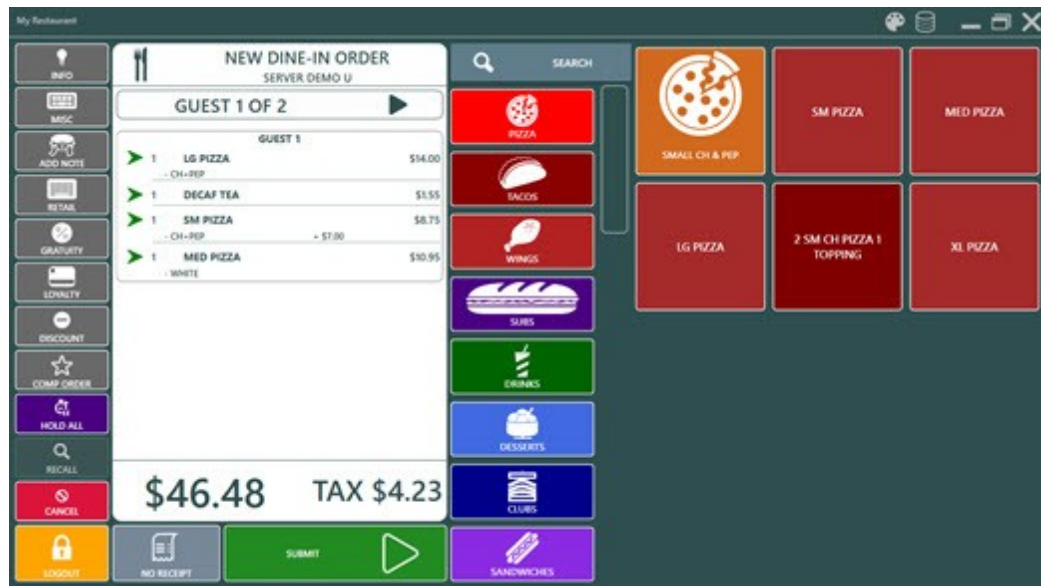 My Restaurant
INFO
MISC
ADD NOTE
RETAIL
GRATUITY
LOYALTY
DISCOUNT
COMP ORDER
HOLD ALL
RECALL
CANCEL
LOGOUT
NEW DINE-IN ORDER
SERVER DEMO U
GUEST 1 OF 2
GUEST 1
1 LG PIZZA $14.00
- CH+PEP
1 DECAF TEA $1.55
1 SM PIZZA $8.75
- CH+PEP + $7.00
1 MED PIZZA $10.95
- WHITE
$46.48 TAX $4.23
NO RECEIPT
SUBMIT
SEARCH
PIZZA
TACOS
WINGS
SUBS
DRINKS
DESSERTS
CLUBS
SANDWICHES
SMALL CH & PEP
SM PIZZA
MED PIZZA
LG PIZZA
2 SM CH PIZZA 1
TOPPING
XL PIZZA